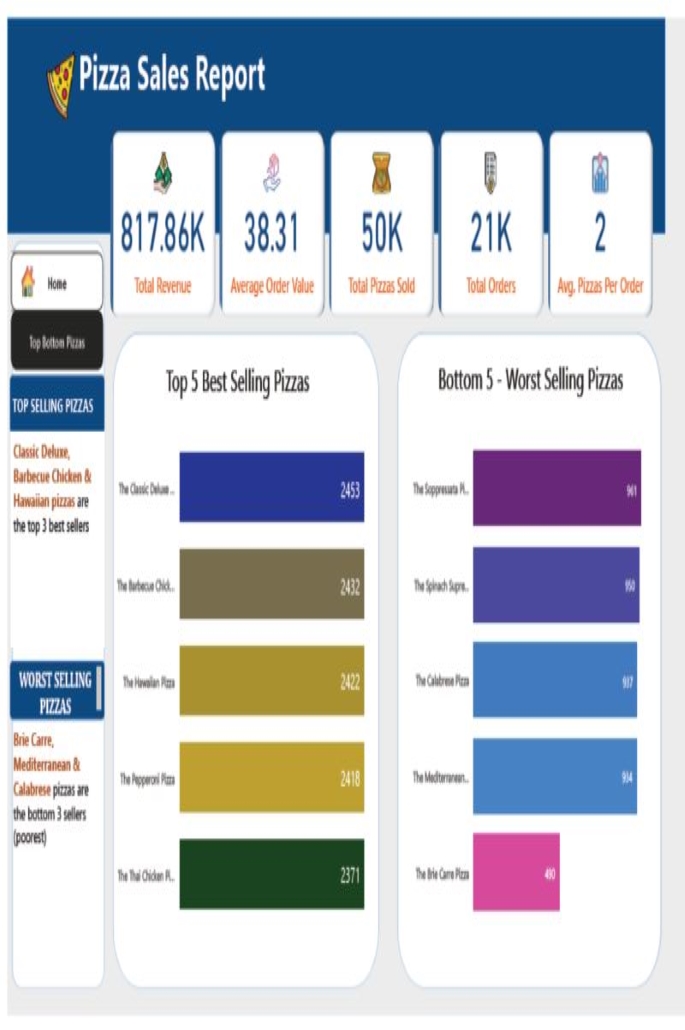 Pizza Sales Report
817.86K
Total Revenue
38.31
Average Order Value
50K
Total Pizzas Sold
21K
Total Orders
2
Avg. Pizzas Per Order
Home
Top Bottom Pizzas
TOP SELLING PIZZAS
Classic Deluxe,
Barbecue Chicken &
Hawaiian pizzas are
the top 3 best sellers
WORST SELLING
PIZZAS
Brie Carre,
Mediterranean &
Calabrese pizzas are
the bottom 3 sellers
(poorest)
Top 5 Best Selling Pizzas
The Classic Deluxe ... 2453
The Barbecue Chick... 2432
The Hawaiian Pizza 2422
The Pepperoni Pizza 2418
The Thai Chicken Pi... 2371
Bottom 5 - Worst Selling Pizzas
The Soppressata Pi... 961
The Spinach Supre... 950
The Calabrese Pizza 937
The Mediterranean... 934
The Brie Carre Pizza 490